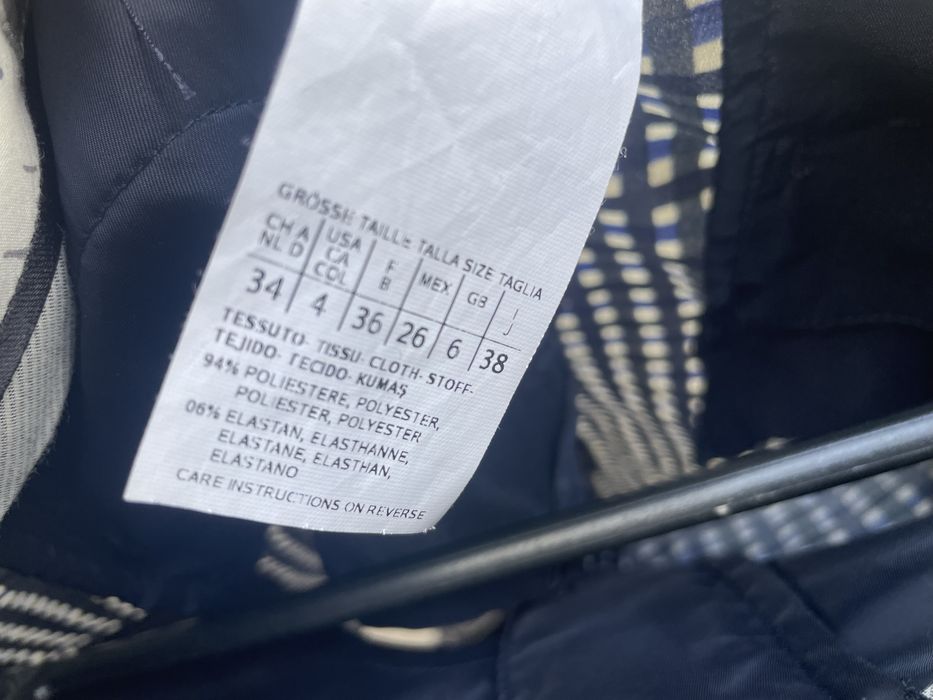 GRÖSSE TAILLE TALLA SIZE TAGLIA
CH A NL D | USA CA COL | F B | MEX | GB | I J
34 | 4 | 36 | 26 | 6 | 38
TESSUTO- TISSU- CLOTH- STOFF-
TEJIDO- TECIDO- KUMAŞ
94% POLIESTERE, POLYESTER,
POLIESTER, POLYESTER
06% ELASTAN, ELASTHANNE,
ELASTANE, ELASTHAN,
ELASTANO
CARE INSTRUCTIONS ON REVERSE